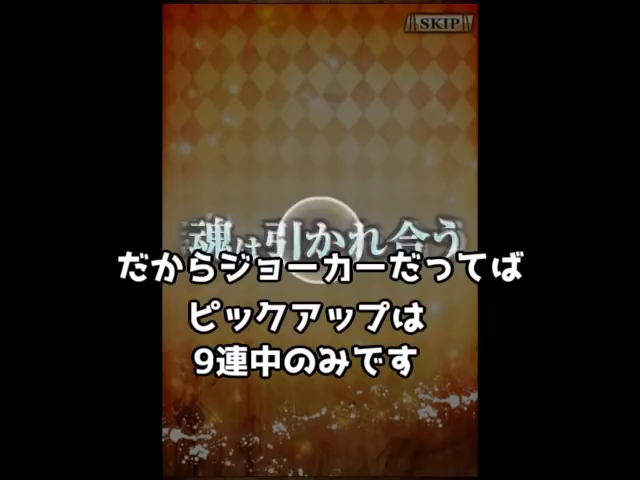 SKIP
魂は引かれ合う
だからジョーカーだってば
ピックアップは
9連中のみです